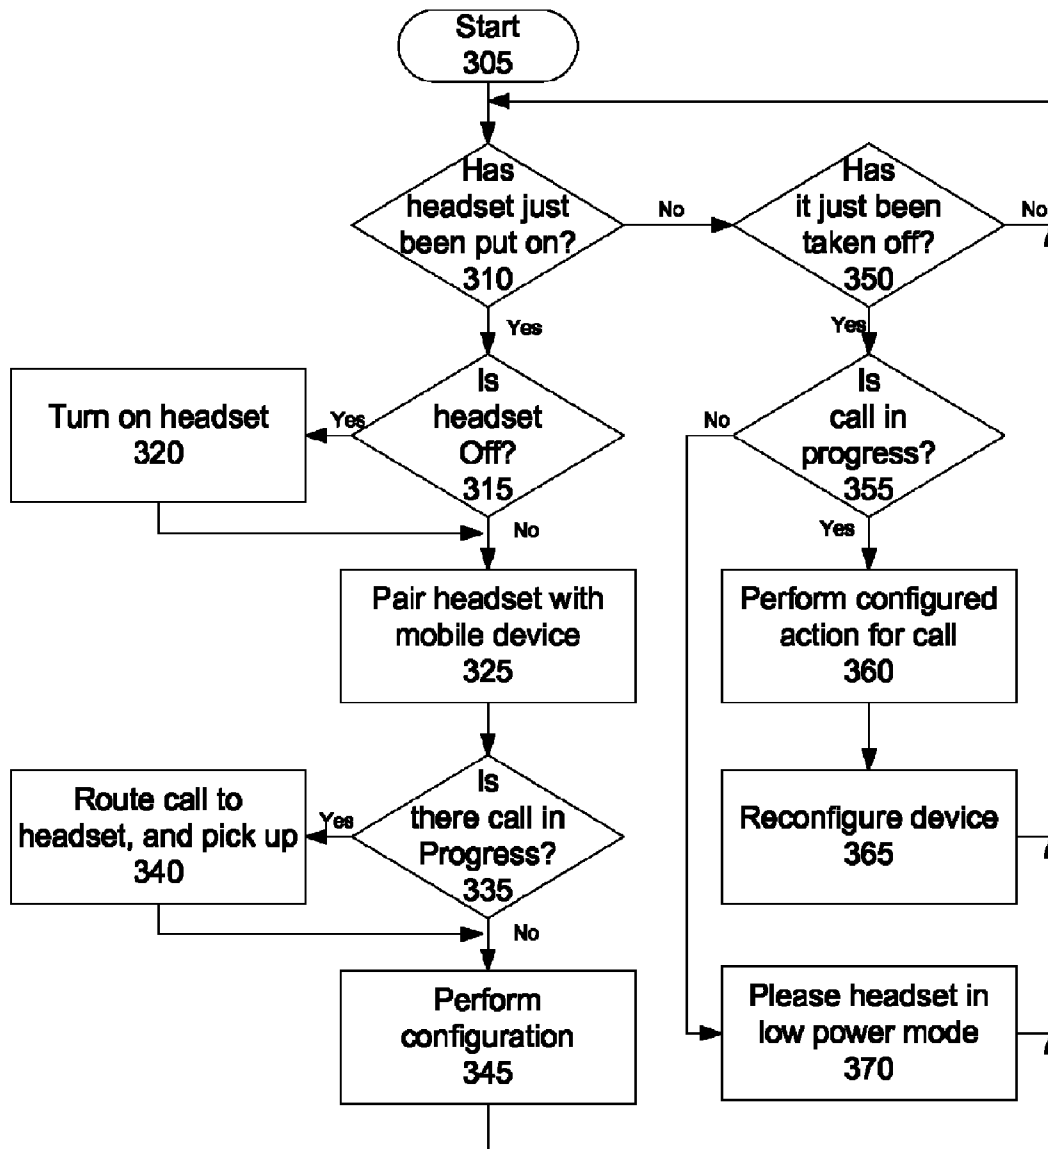 Start
305
Has
headset just
been put on?
310
No
Has
it just been
taken off?
350
No
Yes
Yes
Is
headset
Off?
315
Yes
Turn on headset
320
No
Is
call in
progress?
355
No
Yes
Pair headset with
mobile device
325
Perform configured
action for call
360
Is
there call in
Progress?
335
Yes
Route call to
headset, and pick up
340
No
Reconfigure device
365
Perform
configuration
345
Please headset in
low power mode
370